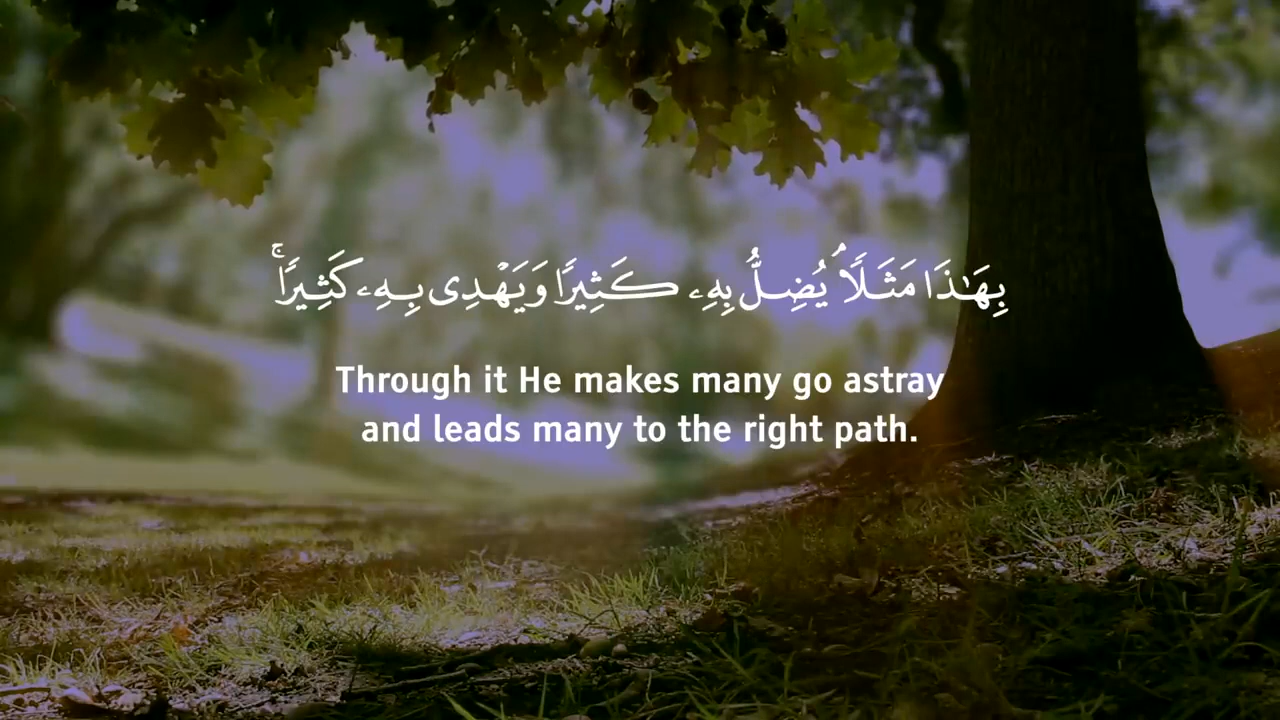 بِهَـٰذَا مَثَلًاۘ يُضِلُّ بِهِۦ كَثِيرًا وَيَهْدِى بِهِۦ كَثِيرًاۚ
Through it He makes many go astray
and leads many to the right path.